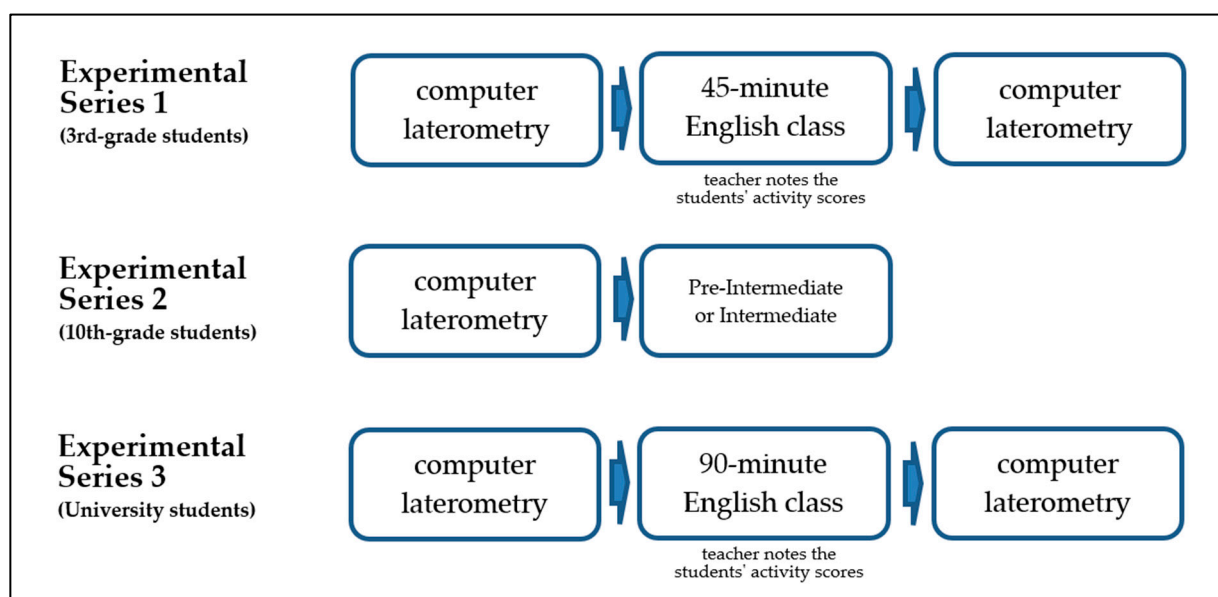 Experimental
Series 1
(3rd-grade students)
computer
laterometry
45-minute
English class
computer
laterometry
teacher notes the
students' activity scores
Experimental
Series 2
(10th-grade students)
computer
laterometry
Pre-Intermediate
or Intermediate
Experimental
Series 3
(University students)
computer
laterometry
90-minute
English class
computer
laterometry
teacher notes the
students' activity scores